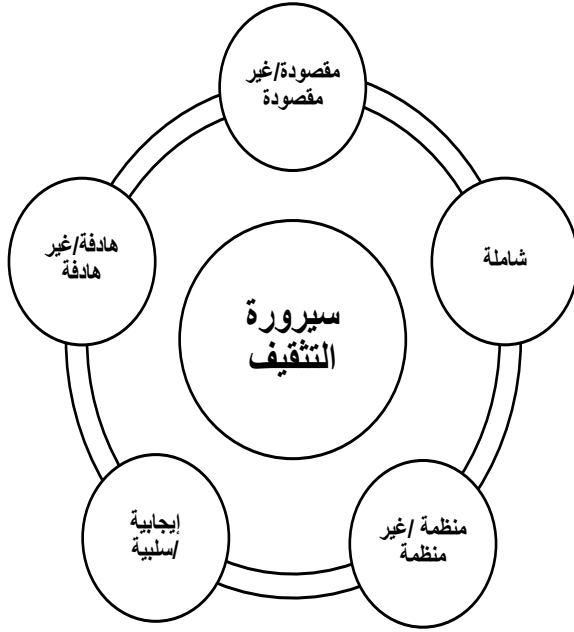 مقصودة/غير
مقصودة
شاملة
منظمة /غير
منظمة
إيجابية
/سلبية
هادفة/غير
هادفة
سيرورة
التثقيف